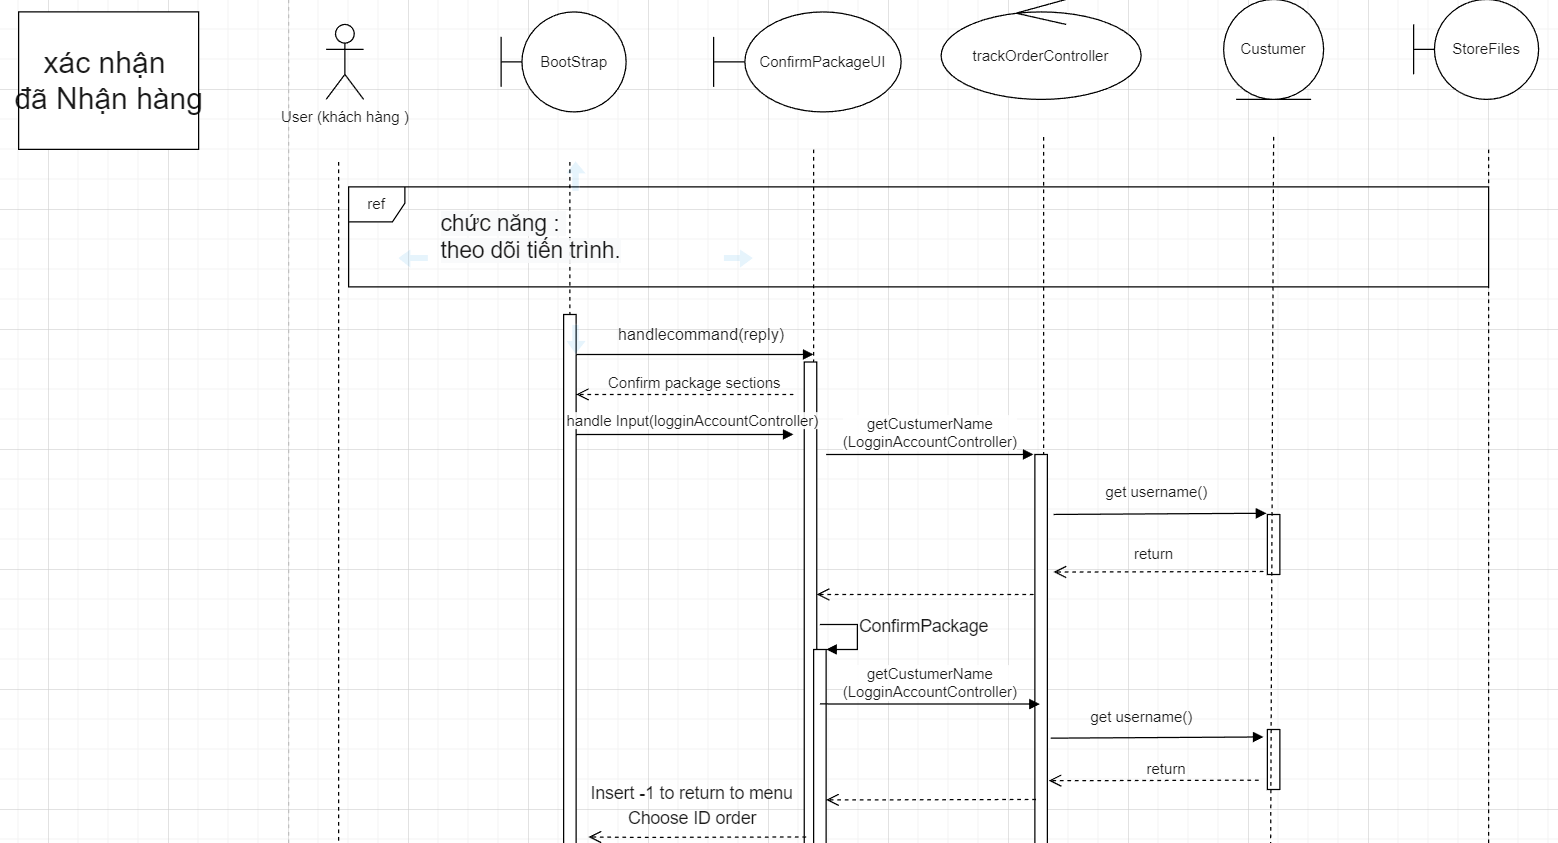 xác nhận
đã Nhận hàng
User (khách hàng )
BootStrap
ConfirmPackageUI
trackOrderController
Custumer
StoreFiles
ref
chức năng :
theo dõi tiến trình.
handlecommand(reply)
Confirm package sections
handle Input(logginAccountController)
getCustumerName
(LogginAccountController)
get username()
return
ConfirmPackage
getCustumerName
(LogginAccountController)
get username()
return
Insert -1 to return to menu
Choose ID order